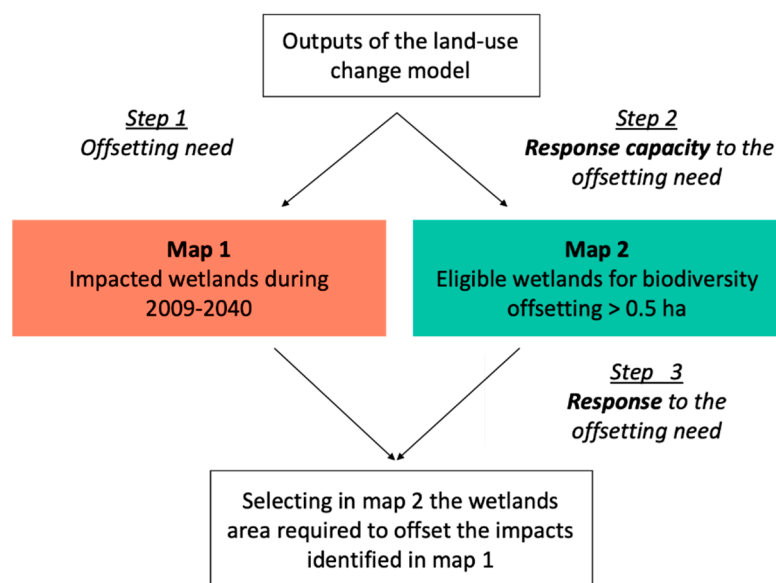 Outputs of the land-use
change model
Step 1
Offsetting need
Step 2
Response capacity to the
offsetting need
Map 1
Impacted wetlands during
2009-2040
Map 2
Eligible wetlands for biodiversity
offsetting > 0.5 ha
Step 3
Response to the
offsetting need
Selecting in map 2 the wetlands
area required to offset the impacts
identified in map 1